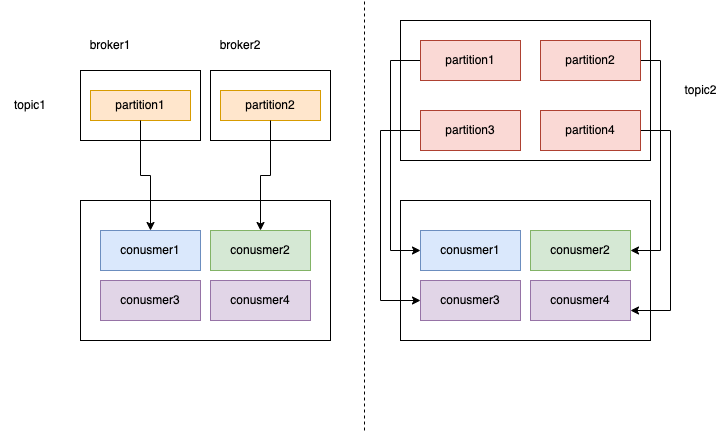 broker1
broker2
topic1
partition1
partition2
conusmer1
conusmer2
conusmer3
conusmer4
partition1
partition2
topic2
partition3
partition4
conusmer1
conusmer2
conusmer3
conusmer4